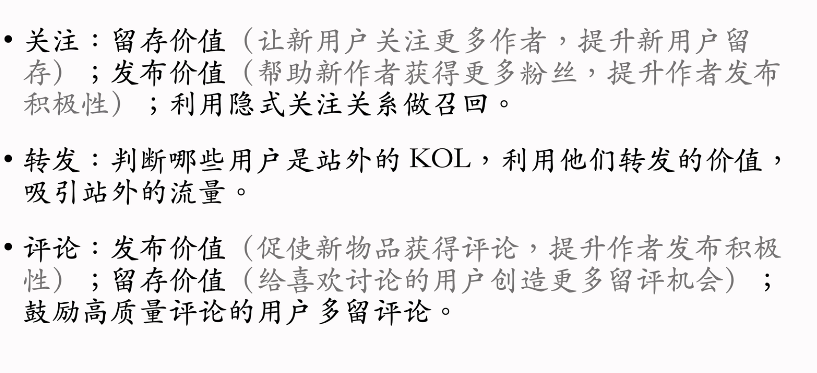 • 关注：留存价值（让新用户关注更多作者，提升新用户留
存）；发布价值（帮助新作者获得更多粉丝，提升作者发布
积极性）；利用隐式关注关系做召回。
• 转发：判断哪些用户是站外的 KOL，利用他们转发的价值，
吸引站外的流量。
• 评论：发布价值（促使新物品获得评论，提升作者发布积极
性）；留存价值（给喜欢讨论的用户创造更多留评机会）；
鼓励高质量评论的用户多留评论。